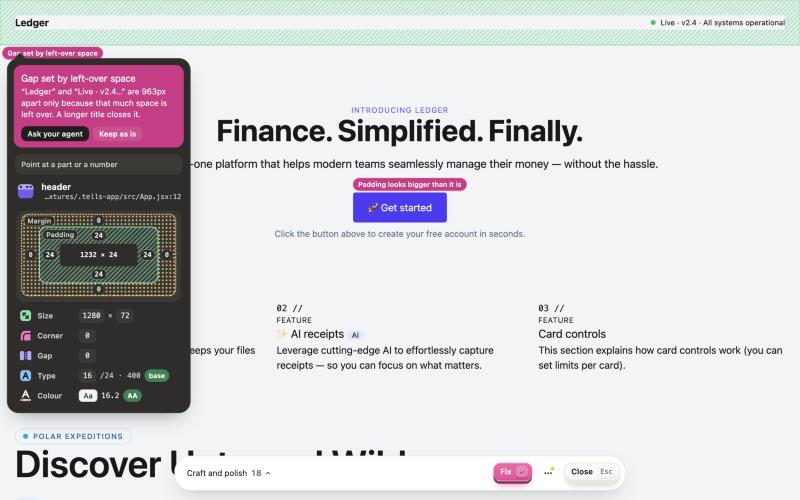 Ledger
Live · v2.4 · All systems operational
Gap set by left-over space
Gap set by left-over space
"Ledger" and "Live · v2.4…" are 963px
apart only because that much space is
left over. A longer title closes it.
Ask your agent
Keep as is
Point at a part or a number
header
…xtures/.tells-app/src/App.jsx:12
Margin 0
Padding 24
0 24 1232 × 24 24 0
24
0
Size 1280 × 72
Corner 0
Gap 0
Type 16 /24 · 400 base
Colour Aa 16.2 AA
INTRODUCING LEDGER
Finance. Simplified. Finally.
-one platform that helps modern teams seamlessly manage their money — without the hassle.
Padding looks bigger than it is
🚀 Get started
Click the button above to create your free account in seconds.
eeps your files
02 //
FEATURE
✨ AI receipts AI
Leverage cutting-edge AI to effortlessly capture
receipts — so you can focus on what matters.
03 //
FEATURE
Card controls
This section explains how card controls work (you can
set limits per card).
POLAR EXPEDITIONS
Discover
Craft and polish 18
Fix
Close Esc